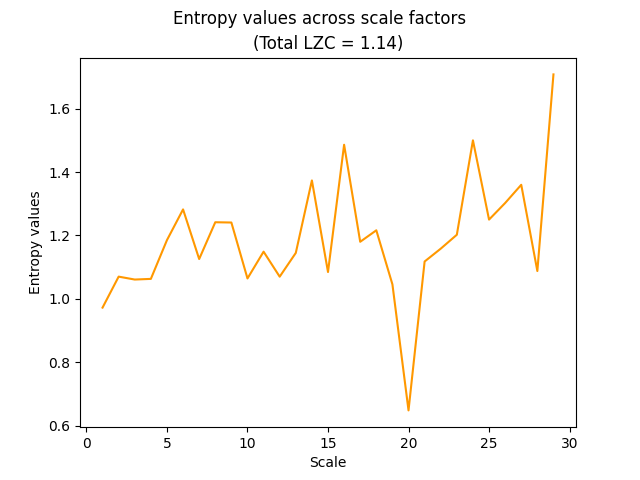 Entropy values across scale factors
(Total LZC = 1.14)
1.6
1.4
1.2
1.0
0.8
0.6
Entropy values
0 5 10 15 20 25 30
Scale